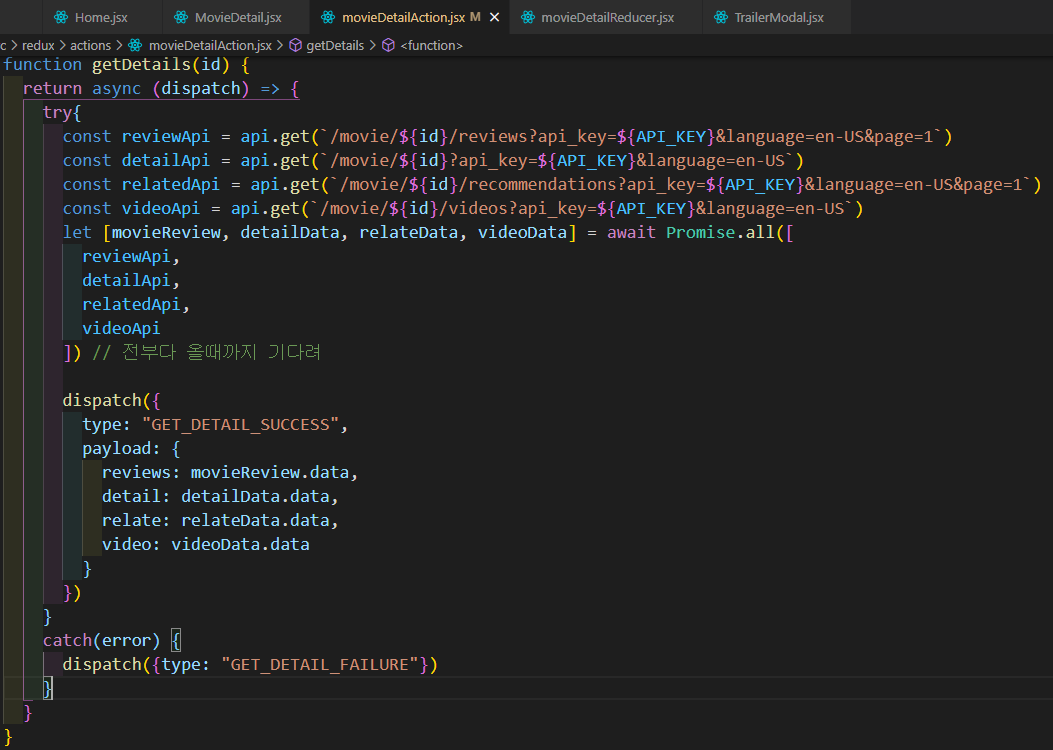 Home.jsx MovieDetail.jsx movieDetailAction.jsx M movieDetailReducer.jsx TrailerModal.jsx
c > redux > actions > movieDetailAction.jsx > getDetails > <function>
function getDetails(id) {
  return async (dispatch) => {
    try{
      const reviewApi = api.get(`/movie/${id}/reviews?api_key=${API_KEY}&language=en-US&page=1`)
      const detailApi = api.get(`/movie/${id}?api_key=${API_KEY}&language=en-US`)
      const relatedApi = api.get(`/movie/${id}/recommendations?api_key=${API_KEY}&language=en-US&page=1`)
      const videoApi = api.get(`/movie/${id}/videos?api_key=${API_KEY}&language=en-US`)
      let [movieReview, detailData, relateData, videoData] = await Promise.all([
        reviewApi,
        detailApi,
        relatedApi,
        videoApi
      ]) // 전부다 올때까지 기다려
      dispatch({
        type: "GET_DETAIL_SUCCESS",
        payload: {
          reviews: movieReview.data,
          detail: detailData.data,
          relate: relateData.data,
          video: videoData.data
        }
      })
    }
    catch(error) {
      dispatch({type: "GET_DETAIL_FAILURE"})
    }
  }
}